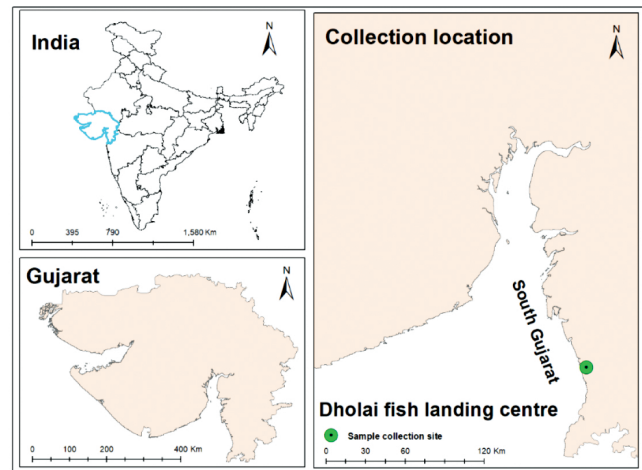 India
N
0 395 790 1,580 Km
Gujarat
N
0 100 200 400 Km
Collection location
N
South Gujarat
Dholai fish landing centre
Sample collection site
0 30 60 120 KM